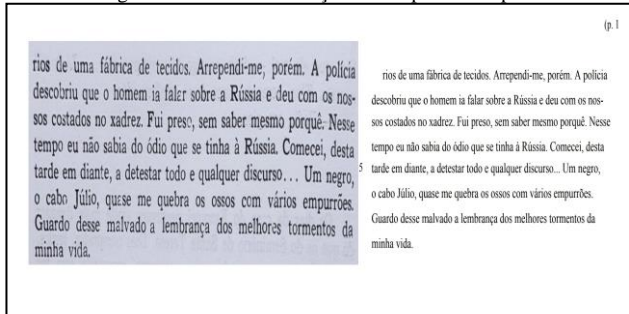 (p. 1
rios de uma fábrica de tecidos. Arrependi-me, porém. A polícia
descobriu que o homem ia falar sobre a Rússia e deu com os nos-
sos costados no xadrez. Fui preso, sem saber mesmo porquê. Nesse
tempo eu não sabia do ódio que se tinha à Rússia. Comecei, desta
tarde em diante, a detestar todo e qualquer discurso... Um negro,
o cabo Júlio, quase me quebra os ossos com vários empurrões.
Guardo desse malvado a lembrança dos melhores tormentos da
minha vida.
rios de uma fábrica de tecidos. Arrependi-me, porém. A polícia
descobriu que o homem ia falar sobre a Rússia e deu com os nos-
sos costados no xadrez. Fui preso, sem saber mesmo porquê. Nesse
tempo eu não sabia do ódio que se tinha à Rússia. Comecei, desta
5 tarde em diante, a detestar todo e qualquer discurso... Um negro,
o cabo Júlio, quase me quebra os ossos com vários empurrões.
Guardo desse malvado a lembrança dos melhores tormentos da
minha vida.